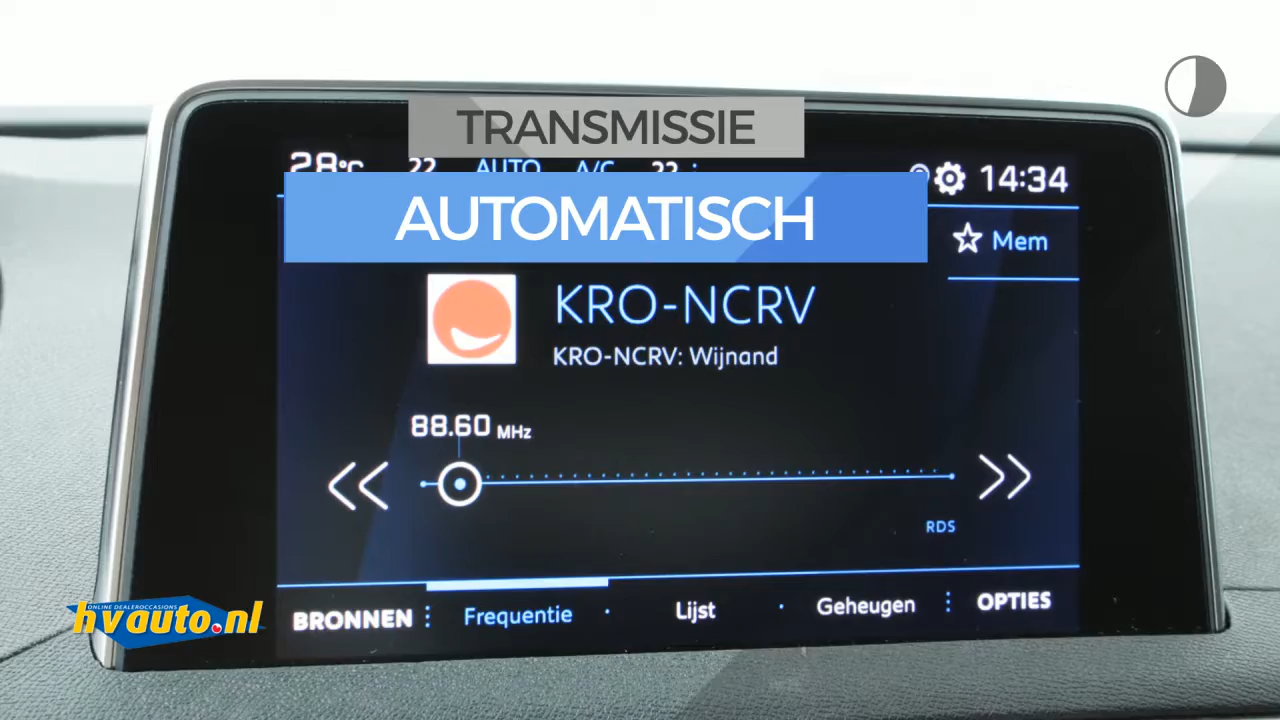 TRANSMISSIE
28°C 22 AUTO A/C 22 14:34
AUTOMATISCH
Mem
KRO-NCRV
KRO-NCRV: Wijnand
88.60 MHz
RDS
BRONNEN Frequentie Lijst Geheugen OPTIES
ONLINE DEALEROCCASIONS
hvauto.nl